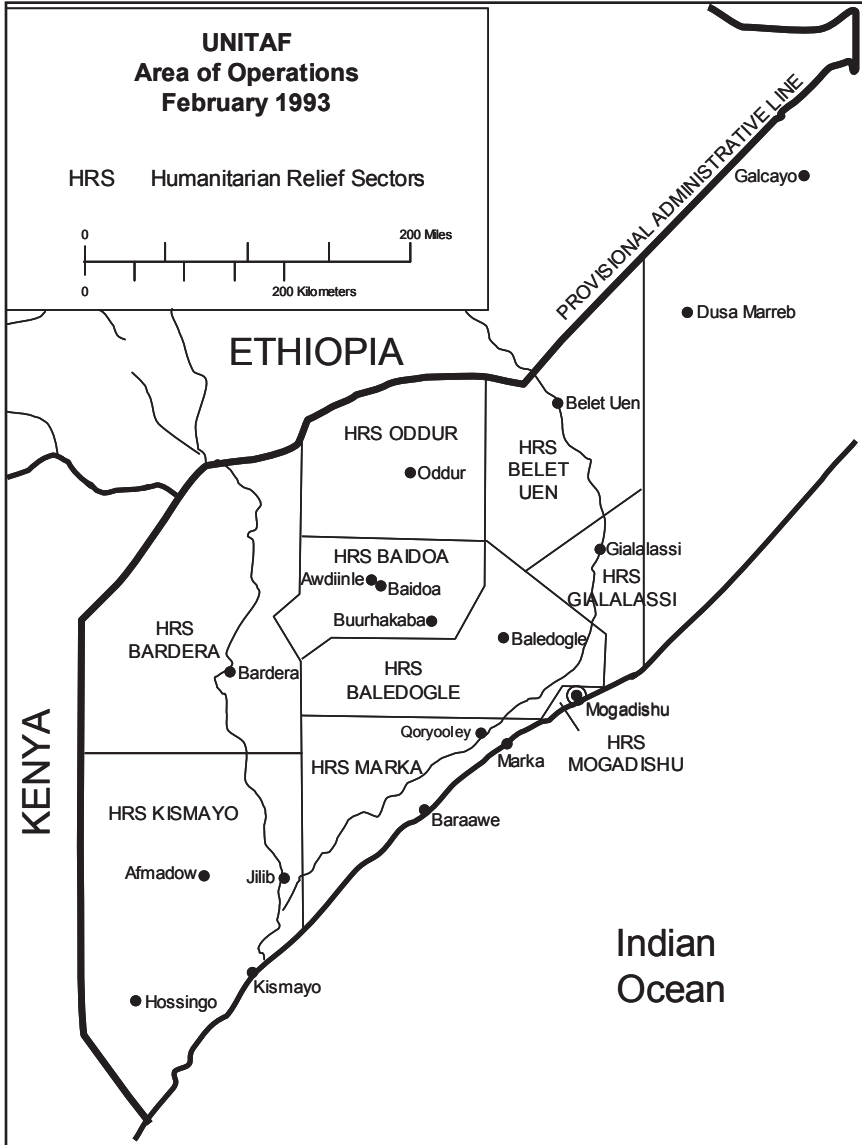 UNITAF
Area of Operations
February 1993
HRS Humanitarian Relief Sectors
0 200 Miles
0 200 Kilometers
PROVISIONAL ADMINISTRATIVE LINE
Galcayo
Dusa Marreb
ETHIOPIA
Belet Uen
HRS ODDUR
HRS
BELET
UEN
Oddur
Gialalassi
HRS BAIDOA
HRS
GIALALASSI
Awdiinle
Baidoa
Buurhakaba
HRS
BARDERA
Baledogle
Bardera
HRS
BALEDOGLE
Mogadishu
KENYA
Qoryooley
Marka
HRS
MOGADISHU
HRS MARKA
HRS KISMAYO
Baraawe
Afmadow
Jilib
Indian
Ocean
Kismayo
Hossingo